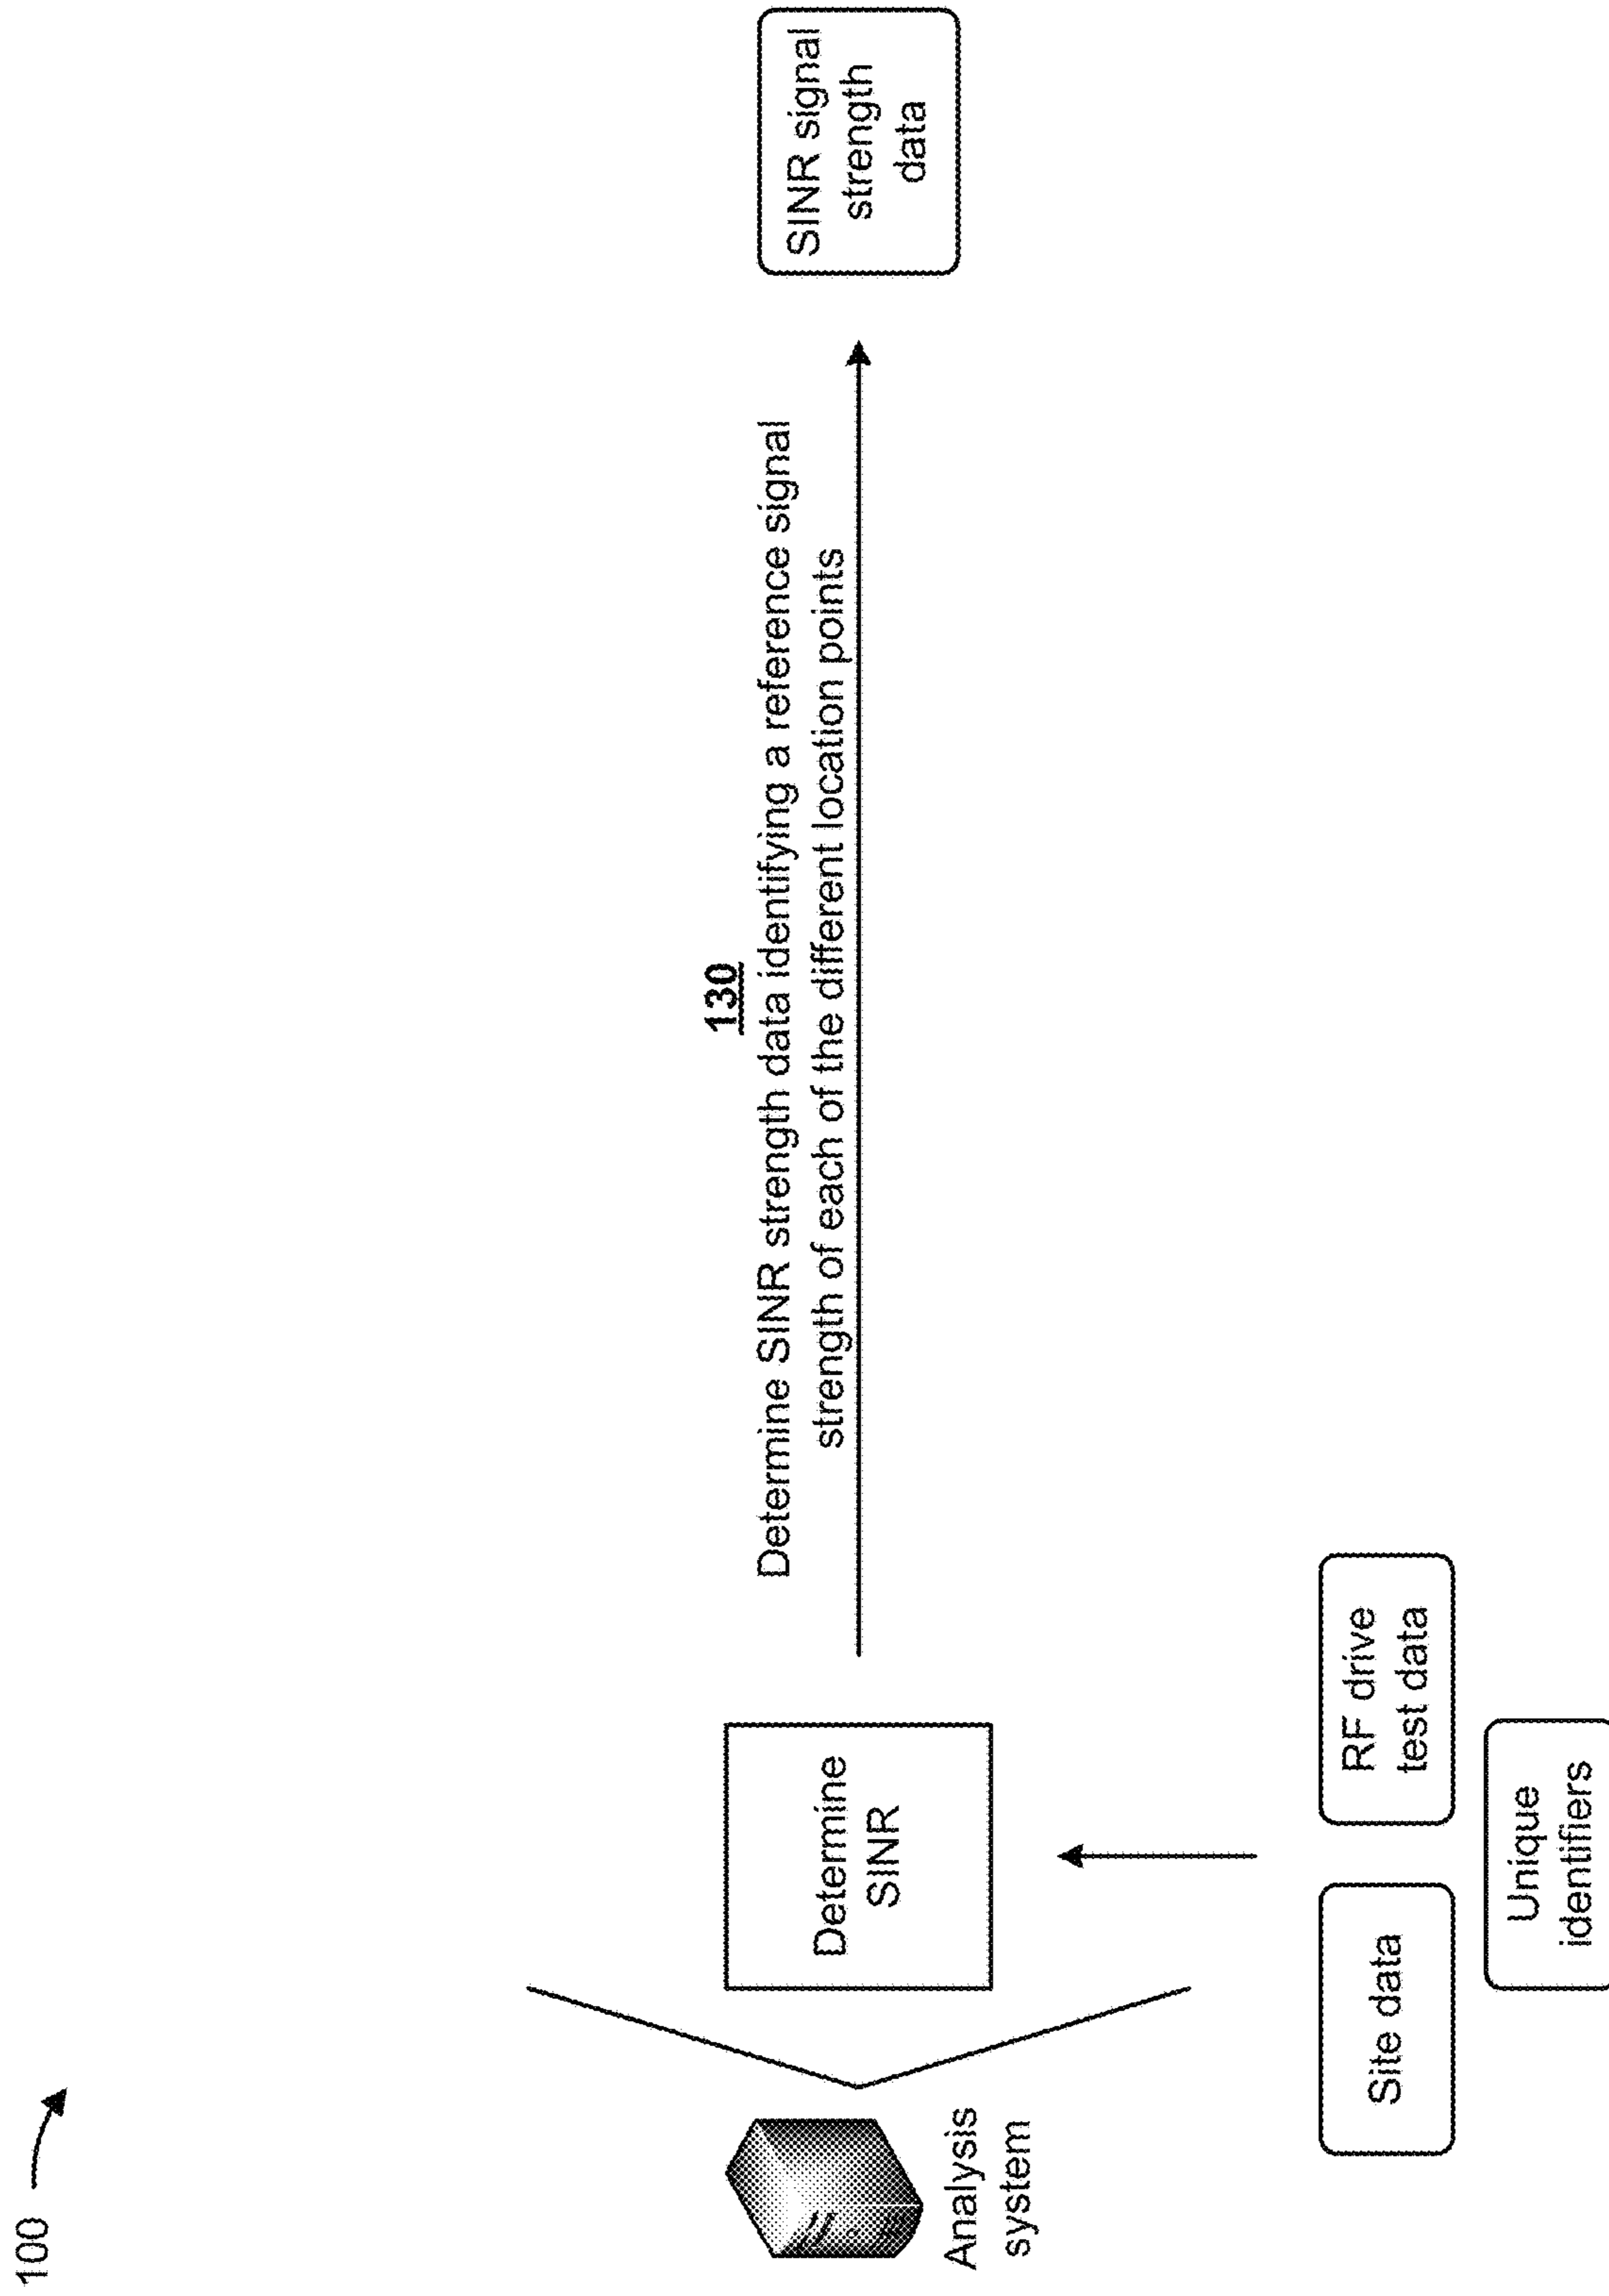 100
130
Determine SINR strength data identifying a reference signal
strength of each of the different location points
Analysis
system
Determine
SINR
SINR signal
strength
data
Site data
RF drive
test data
Unique
identifiers